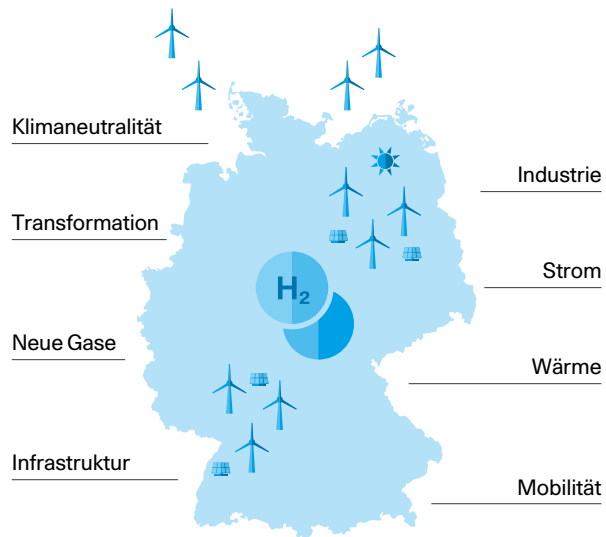 Klimaneutralität
Industrie
Transformation
Strom
H₂
Neue Gase
Wärme
Infrastruktur
Mobilität